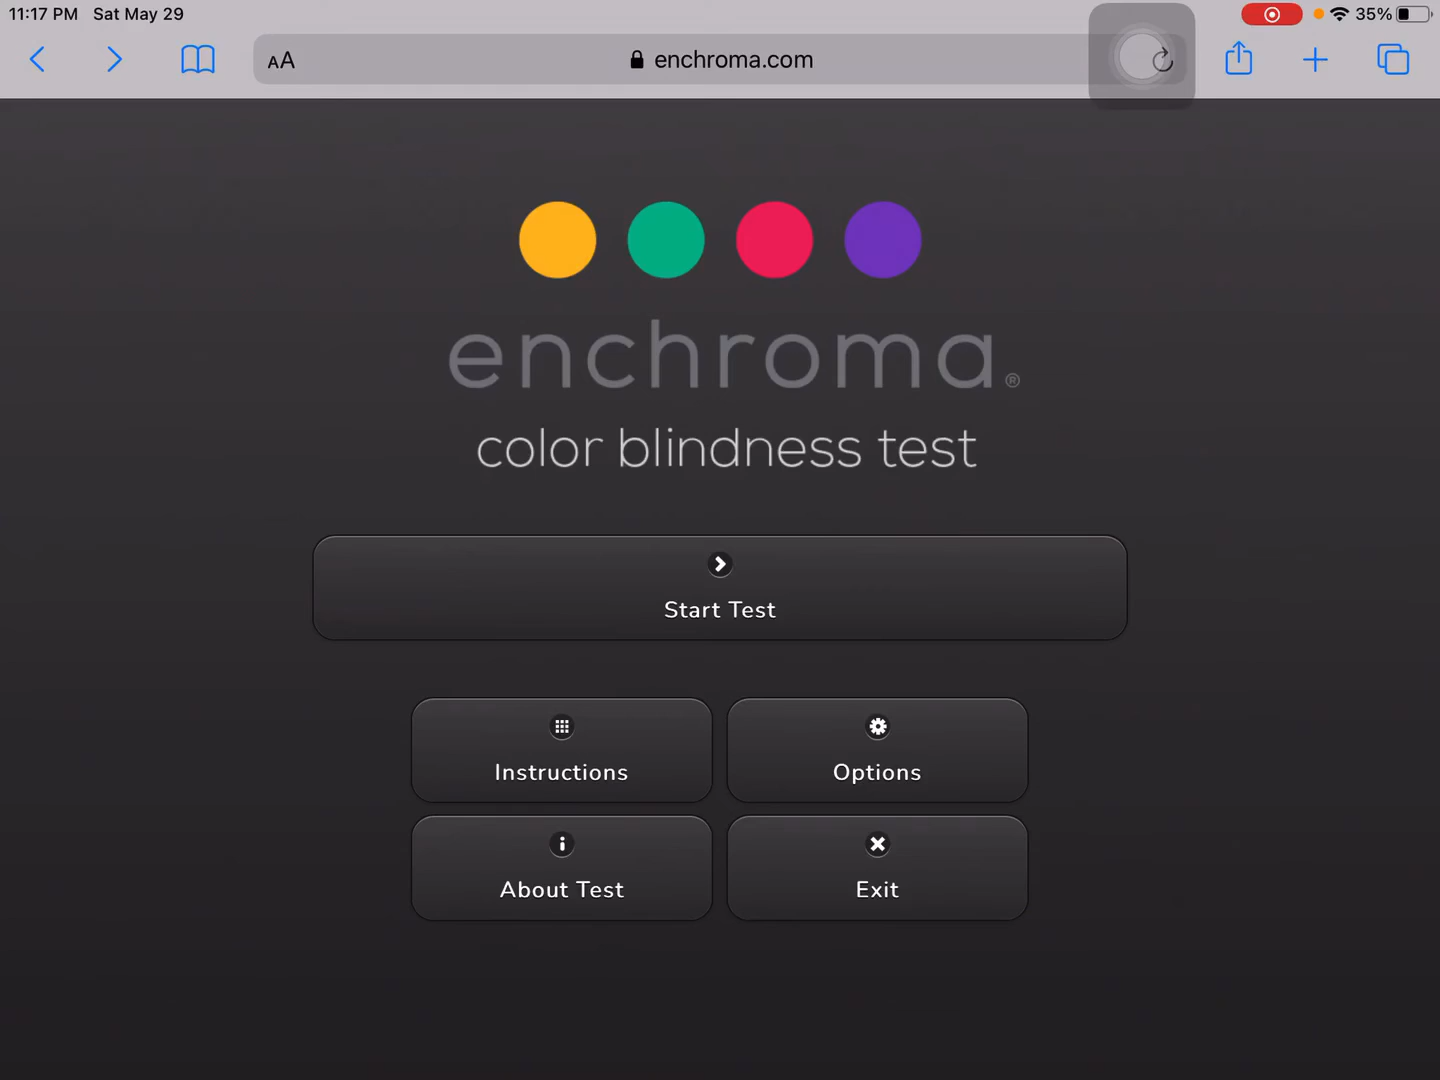 11:17 PM Sat May 29
35%
AA
enchroma.com
enchroma®
color blindness test
Start Test
Instructions
Options
About Test
Exit